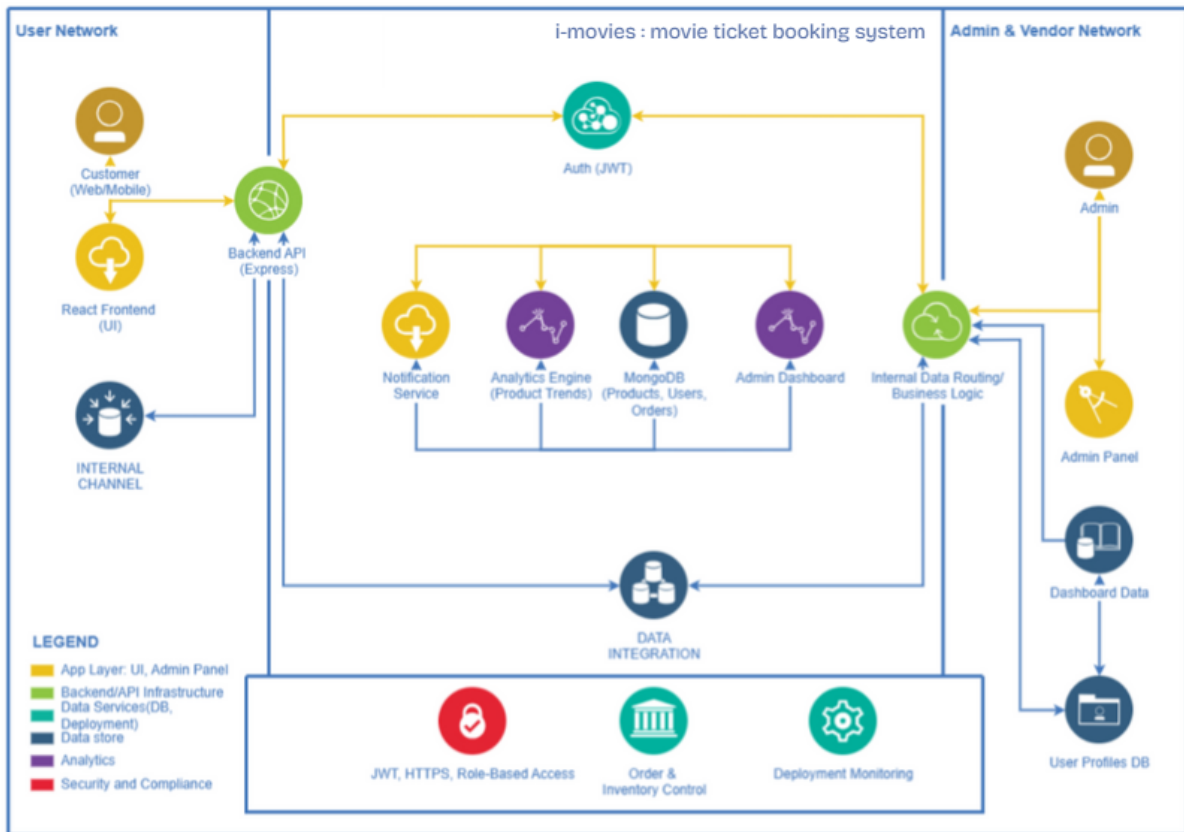 User Network
i-movies : movie ticket booking system
Admin & Vendor Network
Customer
(Web/Mobile)
React Frontend
(UI)
INTERNAL
CHANNEL
Backend API
(Express)
Auth (JWT)
Notification
Service
Analytics Engine
(Product Trends)
MongoDB
(Products, Users,
Orders)
Admin Dashboard
Internal Data Routing/
Business Logic
DATA
INTEGRATION
Admin
Admin Panel
Dashboard Data
User Profiles DB
LEGEND
App Layer: UI, Admin Panel
Backend/API Infrastructure
Data Services(DB,
Deployment)
Data store
Analytics
Security and Compliance
JWT, HTTPS, Role-Based Access
Order &
Inventory Control
Deployment Monitoring